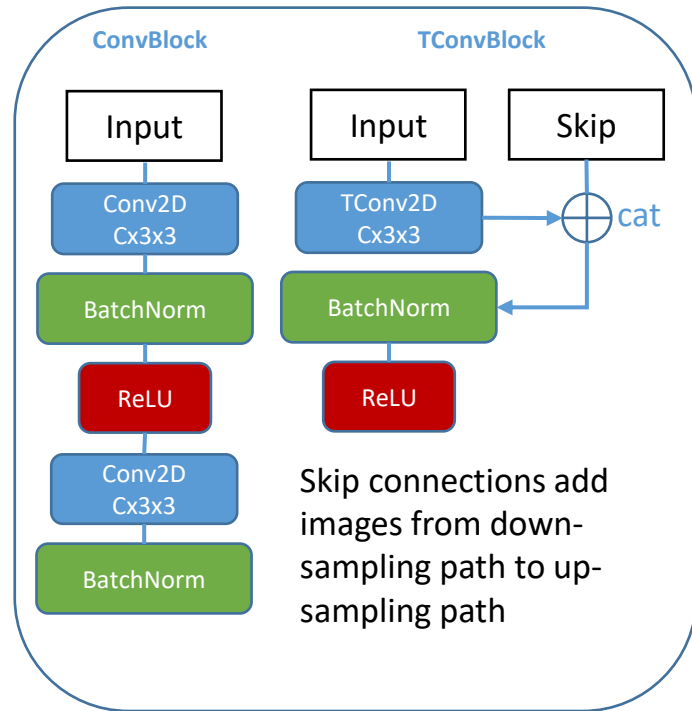 ConvBlock
Input
Conv2D
Cx3x3
BatchNorm
ReLU
Conv2D
Cx3x3
BatchNorm
TConvBlock
Input
Skip
TConv2D
Cx3x3
cat
BatchNorm
ReLU
Skip connections add
images from down-
sampling path to up-
sampling path